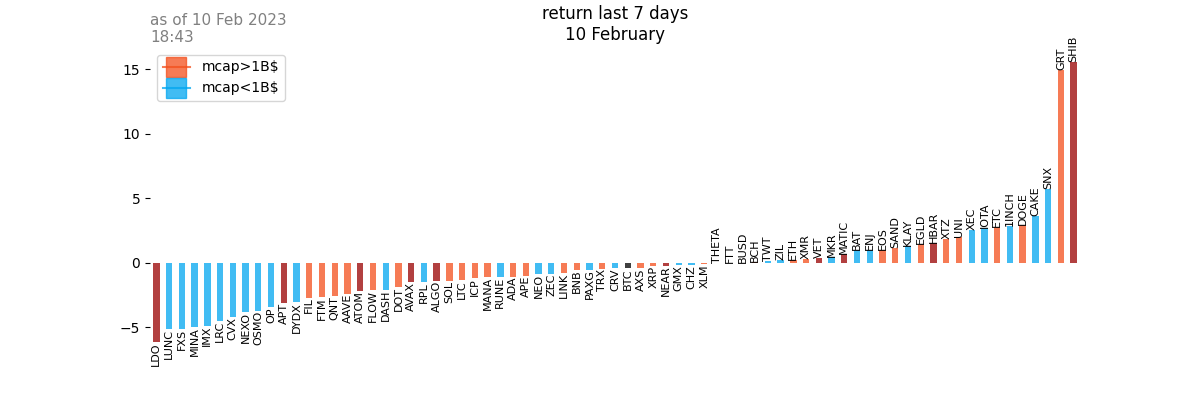 return last 7 days
10 February
as of 10 Feb 2023
18:43
mcap>1B$
mcap<1B$
15
10
5
0
−5
LDO
LUNC
FXS
MINA
IMX
LRC
CVX
NEXO
OSMO
OP
APT
DYDX
FIL
FTM
QNT
AAVE
ATOM
FLOW
DASH
DOT
AVAX
RPL
ALGO
SOL
LTC
ICP
MANA
RUNE
ADA
APE
NEO
ZEC
LINK
BNB
PAXG
TRX
CRV
BTC
AXS
XRP
NEAR
GMX
CHZ
XLM
THETA
FTT
BUSD
BCH
TWT
ZIL
ETH
XMR
VET
MKR
MATIC
BAT
ENJ
EOS
SAND
KLAY
EGLD
HBAR
XTZ
UNI
XEC
IOTA
ETC
1INCH
DOGE
CAKE
SNX
GRT
SHIB